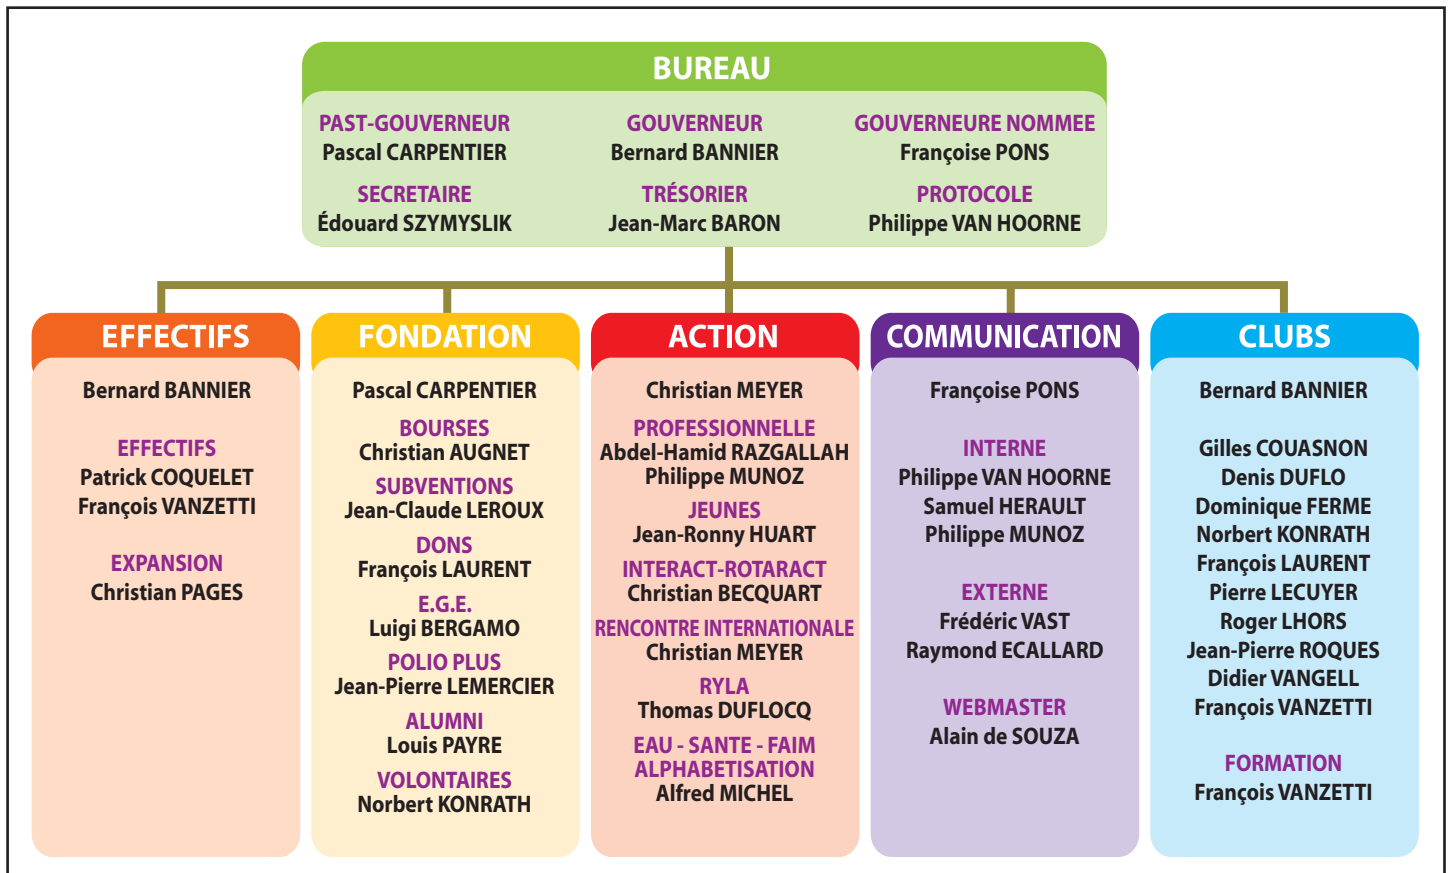 BUREAU
PAST-GOUVERNEUR
Pascal CARPENTIER
GOUVERNEUR
Bernard BANNIER
GOUVERNEURE NOMMEE
Françoise PONS
SECRETAIRE
Édouard SZYMYSLIK
TRÉSORIER
Jean-Marc BARON
PROTOCOLE
Philippe VAN HOORNE
EFFECTIFS
Bernard BANNIER
EFFECTIFS
Patrick COQUELET
François VANZETTI
EXPANSION
Christian PAGES
FONDATION
Pascal CARPENTIER
BOURSES
Christian AUGNET
SUBVENTIONS
Jean-Claude LEROUX
DONS
François LAURENT
E.G.E.
Luigi BERGAMO
POLIO PLUS
Jean-Pierre LEMERCIER
ALUMNI
Louis PAYRE
VOLONTAIRES
Norbert KONRATH
ACTION
Christian MEYER
PROFESSIONNELLE
Abdel-Hamid RAZGALLAH
Philippe MUNOZ
JEUNES
Jean-Ronny HUART
INTERACT-ROTARACT
Christian BECQUART
RENCONTRE INTERNATIONALE
Christian MEYER
RYLA
Thomas DUFLOCQ
EAU - SANTE - FAIM
ALPHABETISATION
Alfred MICHEL
COMMUNICATION
Françoise PONS
INTERNE
Philippe VAN HOORNE
Samuel HERAULT
Philippe MUNOZ
EXTERNE
Frédéric VAST
Raymond ECALLARD
WEBMASTER
Alain de SOUZA
CLUBS
Bernard BANNIER
Gilles COUASNON
Denis DUFLO
Dominique FERME
Norbert KONRATH
François LAURENT
Pierre LECUYER
Roger LHORS
Jean-Pierre ROQUES
Didier VANGELL
François VANZETTI
FORMATION
François VANZETTI